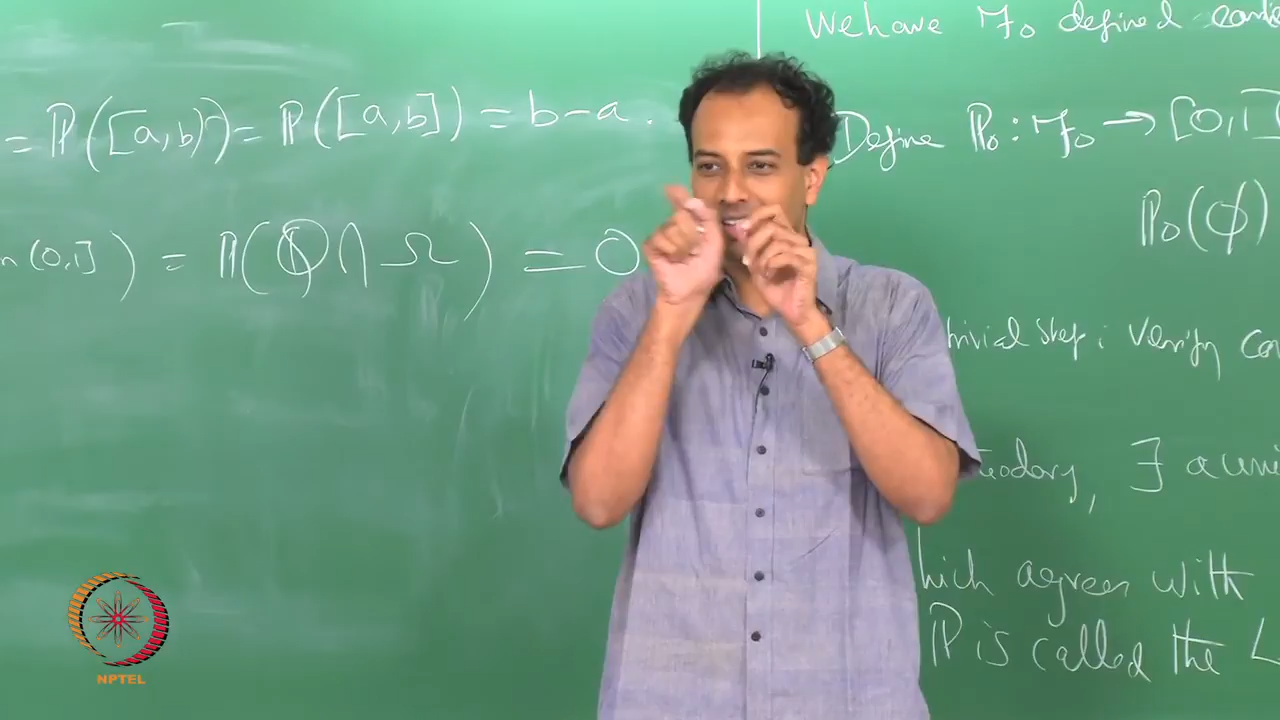 = ℙ([a,b)) = ℙ([a,b]) = b-a.
n (0,1] ) = ℙ(ℚ ∩ Ω) = 0
We have ℱ₀ defined
Define ℙ₀ : ℱ₀ → [0,1]
ℙ₀(ϕ)
trivial step : Verify
∃ a
hich agrees with
ℙ is called the L
NPTEL